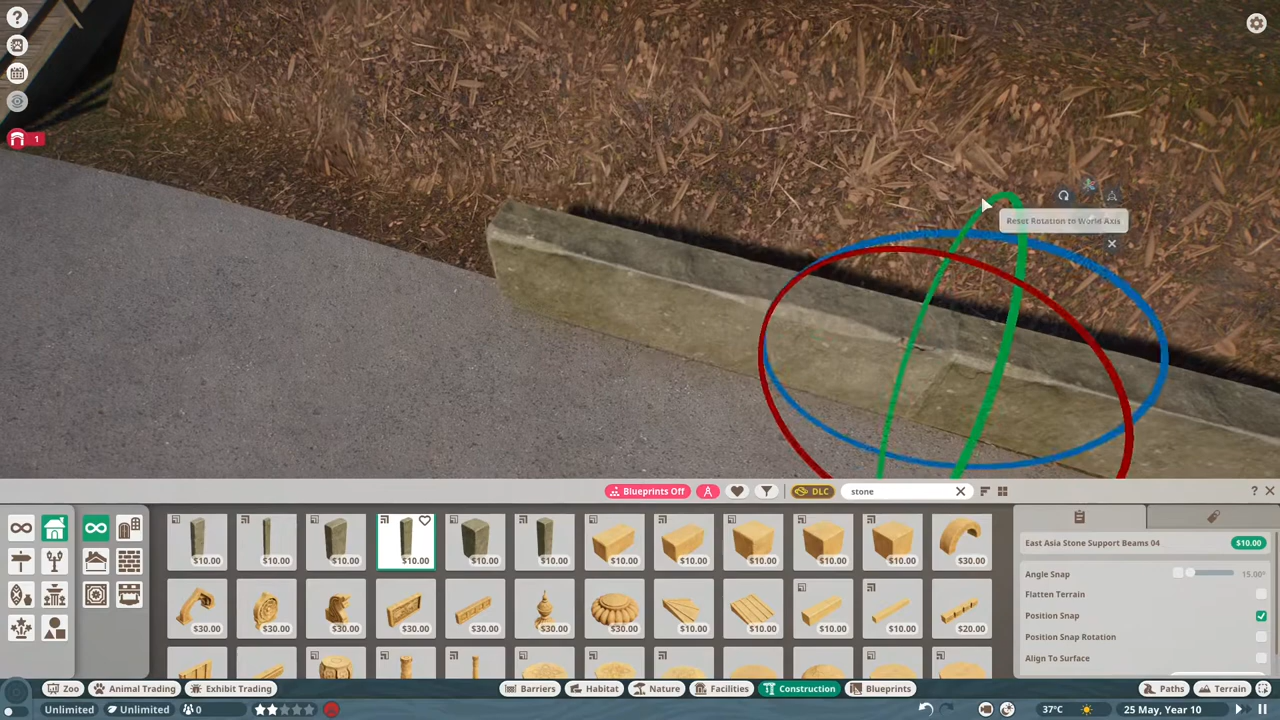 ?
1
Reset Rotation to World Axis
Blueprints Off
DLC
stone
?
$10.00 $10.00 $10.00 $10.00 $10.00 $10.00 $10.00 $10.00 $10.00 $10.00 $10.00 $30.00
$30.00 $30.00 $30.00 $30.00 $30.00 $10.00 $30.00 $10.00 $10.00 $10.00 $10.00 $20.00
East Asia Stone Support Beams 04 $10.00
Angle Snap 15.00°
Flatten Terrain
Position Snap
Position Snap Rotation
Align To Surface
Zoo Animal Trading Exhibit Trading Barriers Habitat Nature Facilities Construction Blueprints Paths Terrain
Unlimited Unlimited 0 37°C 25 May, Year 10